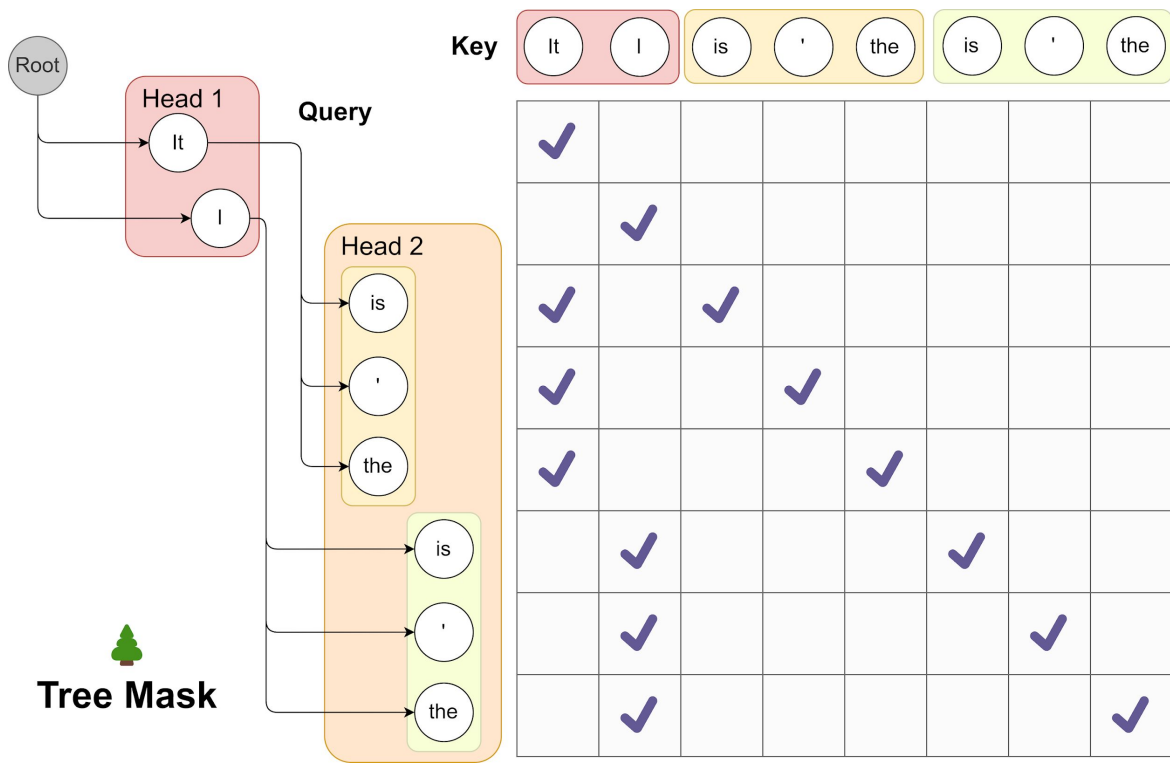 Root
Head 1
It
I
Query
Head 2
is
'
the
is
'
the
Tree Mask
Key
It I is ' the is ' the